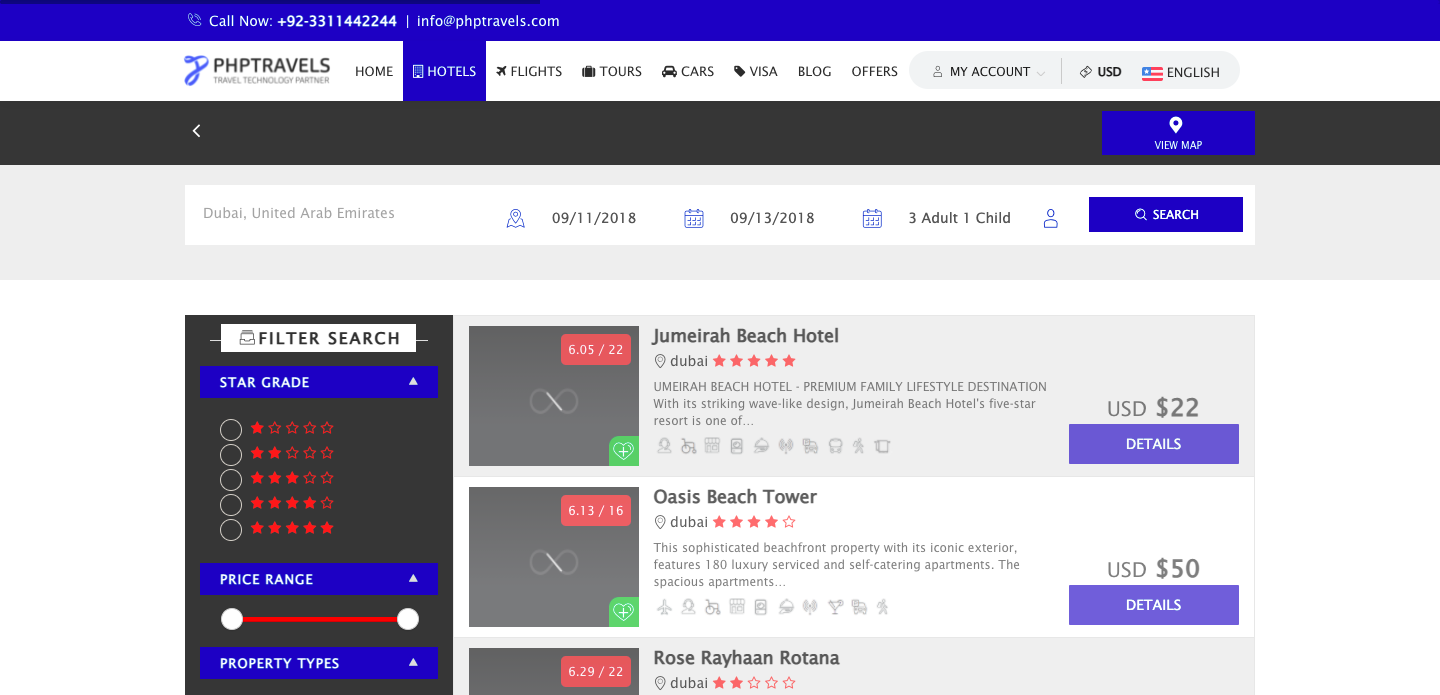 Call Now: +92-3311442244 | info@phptravels.com
PHPTRAVELS
TRAVEL TECHNOLOGY PARTNER
HOME HOTELS FLIGHTS TOURS CARS VISA BLOG OFFERS MY ACCOUNT USD ENGLISH
VIEW MAP
Dubai, United Arab Emirates 09/11/2018 09/13/2018 3 Adult 1 Child SEARCH
FILTER SEARCH
STAR GRADE
PRICE RANGE
PROPERTY TYPES
6.05 / 22
Jumeirah Beach Hotel
dubai
UMEIRAH BEACH HOTEL - PREMIUM FAMILY LIFESTYLE DESTINATION
With its striking wave-like design, Jumeirah Beach Hotel's five-star
resort is one of...
USD $22
DETAILS
6.13 / 16
Oasis Beach Tower
dubai
This sophisticated beachfront property with its iconic exterior,
features 180 luxury serviced and self-catering apartments. The
spacious apartments...
USD $50
DETAILS
6.29 / 22
Rose Rayhaan Rotana
dubai